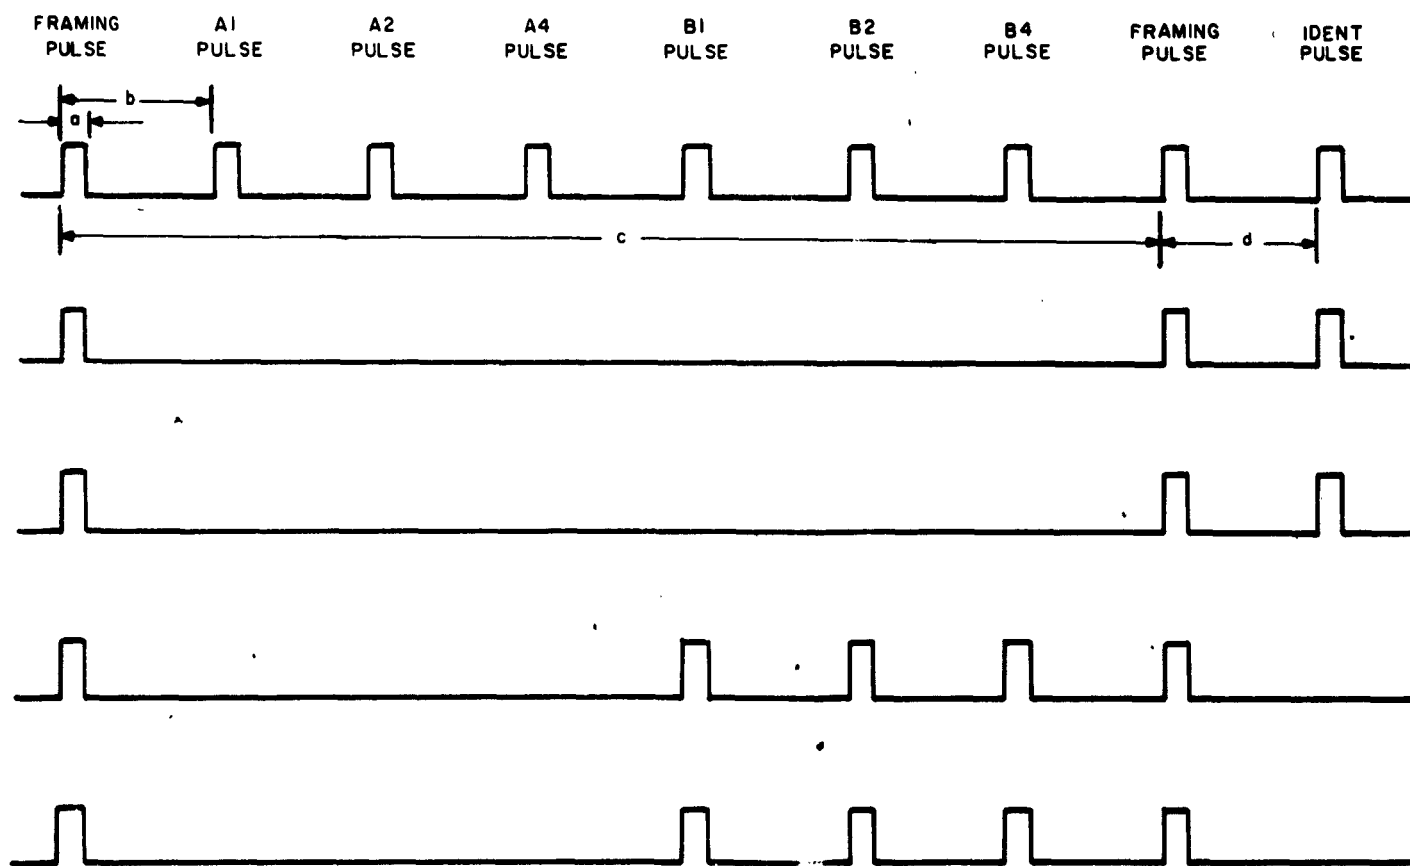 FRAMING PULSE
A1 PULSE
A2 PULSE
A4 PULSE
B1 PULSE
B2 PULSE
B4 PULSE
FRAMING PULSE
IDENT PULSE
b
a
c
d